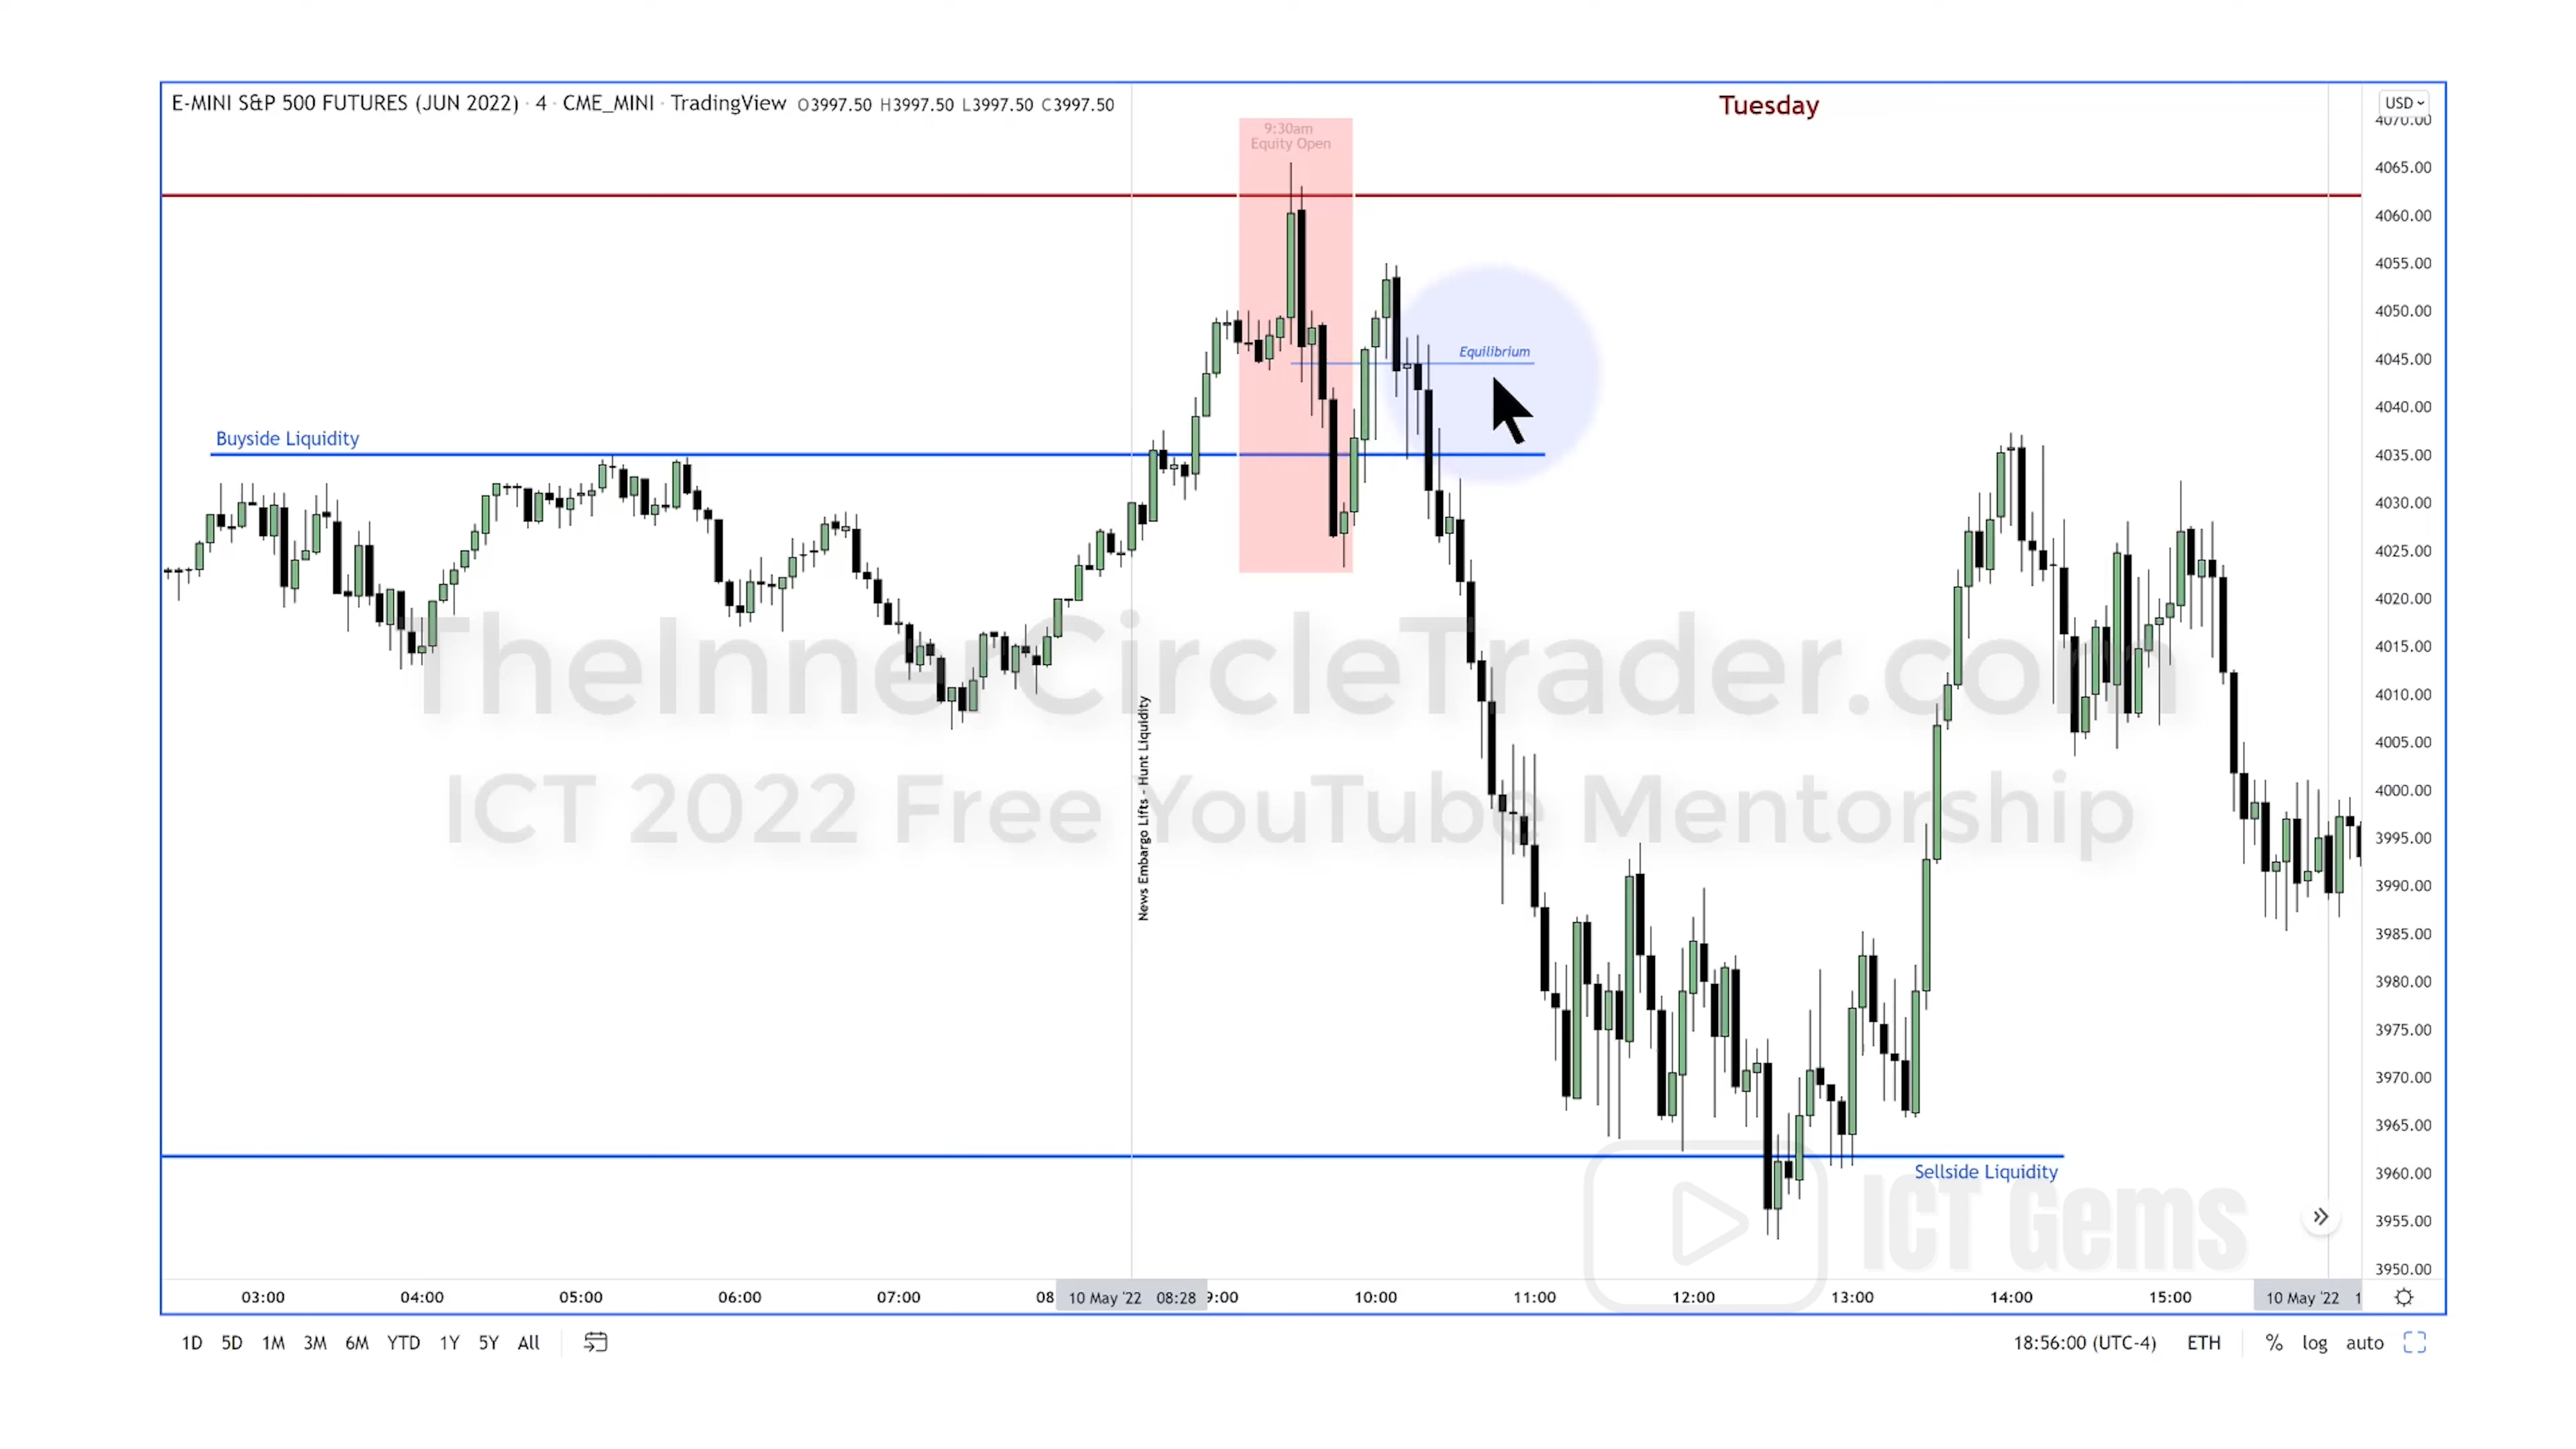 E-MINI S&P 500 FUTURES (JUN 2022) · 4 · CME_MINI · TradingView O3997.50 H3997.50 L3997.50 C3997.50
Tuesday
USD
4070.00
9:30am
Equity Open
4065.00
4060.00
4055.00
4050.00
Equilibrium
4045.00
4040.00
Buyside Liquidity
4035.00
4030.00
4025.00
4020.00
4015.00
TheInnerCircleTrader.com
4010.00
4005.00
4000.00
News Embargo Lifts - Hunt Liquidity
ICT 2022 Free YouTube Mentorship
3995.00
3990.00
3985.00
3980.00
3975.00
3970.00
3965.00
Sellside Liquidity
3960.00
ICT Gems
3955.00
3950.00
03:00 04:00 05:00 06:00 07:00 08 10 May '22 08:28 9:00 10:00 11:00 12:00 13:00 14:00 15:00 10 May '22 1
1D 5D 1M 3M 6M YTD 1Y 5Y All 18:56:00 (UTC-4) ETH % log auto